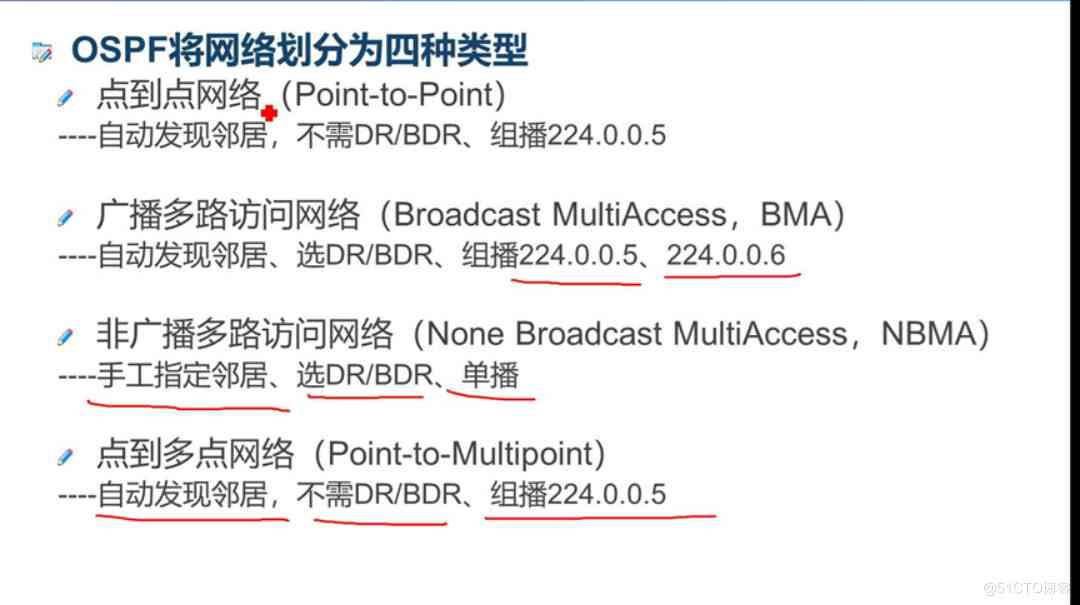 OSPF将网络划分为四种类型
点到点网络（Point-to-Point）
----自动发现邻居，不需DR/BDR、组播224.0.0.5
广播多路访问网络（Broadcast MultiAccess，BMA）
----自动发现邻居、选DR/BDR、组播224.0.0.5、224.0.0.6
非广播多路访问网络（None Broadcast MultiAccess，NBMA）
----手工指定邻居、选DR/BDR、单播
点到多点网络（Point-to-Multipoint）
----自动发现邻居，不需DR/BDR、组播224.0.0.5
@51CTO博客